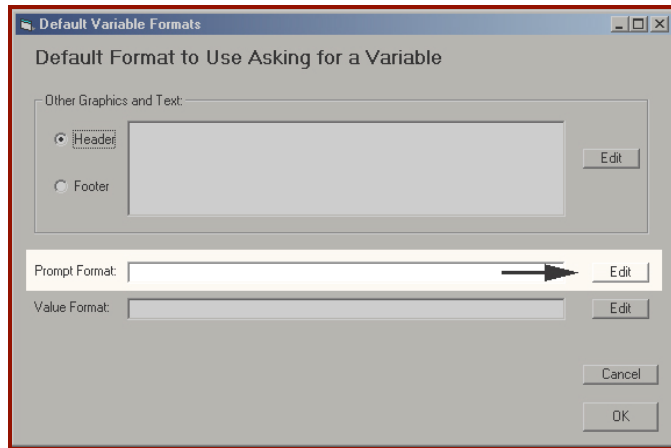 Default Variable Formats
Default Format to Use Asking for a Variable
Other Graphics and Text:
Header
Edit
Footer
Prompt Format:
Edit
Value Format:
Edit
Cancel
OK